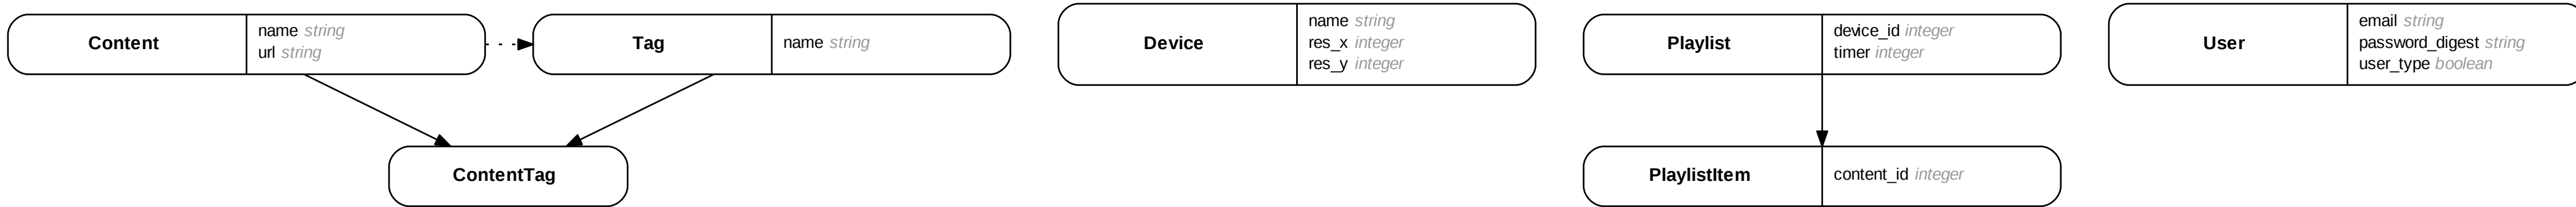 Content
name string
url string
Tag
name string
Device
name string
res_x integer
res_y integer
Playlist
device_id integer
timer integer
User
email string
password_digest string
user_type boolean
ContentTag
PlaylistItem
content_id integer